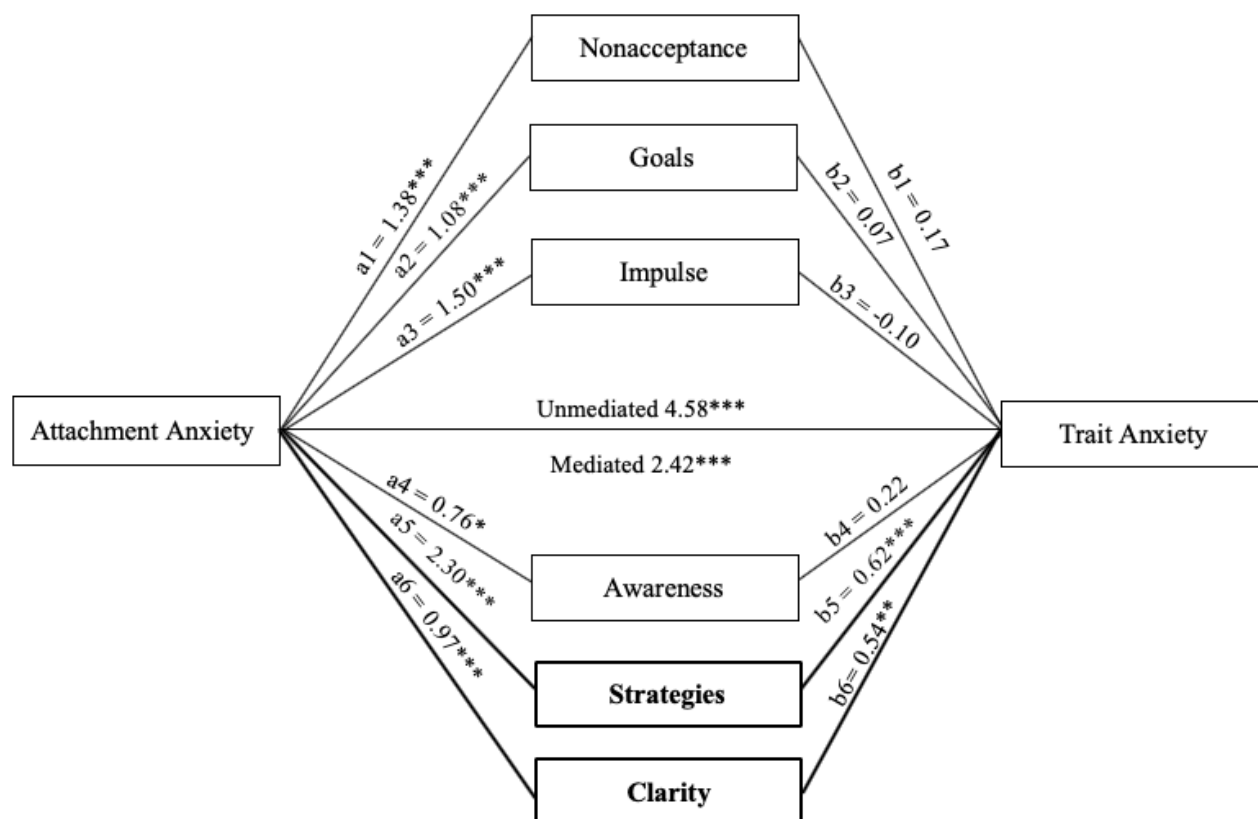 Nonacceptance
Goals
Impulse
a1 = 1.38***
a2 = 1.08***
a3 = 1.50***
b1 = 0.17
b2 = 0.07
b3 = -0.10
Attachment Anxiety
Unmediated 4.58***
Mediated 2.42***
Trait Anxiety
a4 = 0.76*
a5 = 2.30***
a6 = 0.97***
b4 = 0.22
b5 = 0.62***
b6= 0.54**
Awareness
Strategies
Clarity